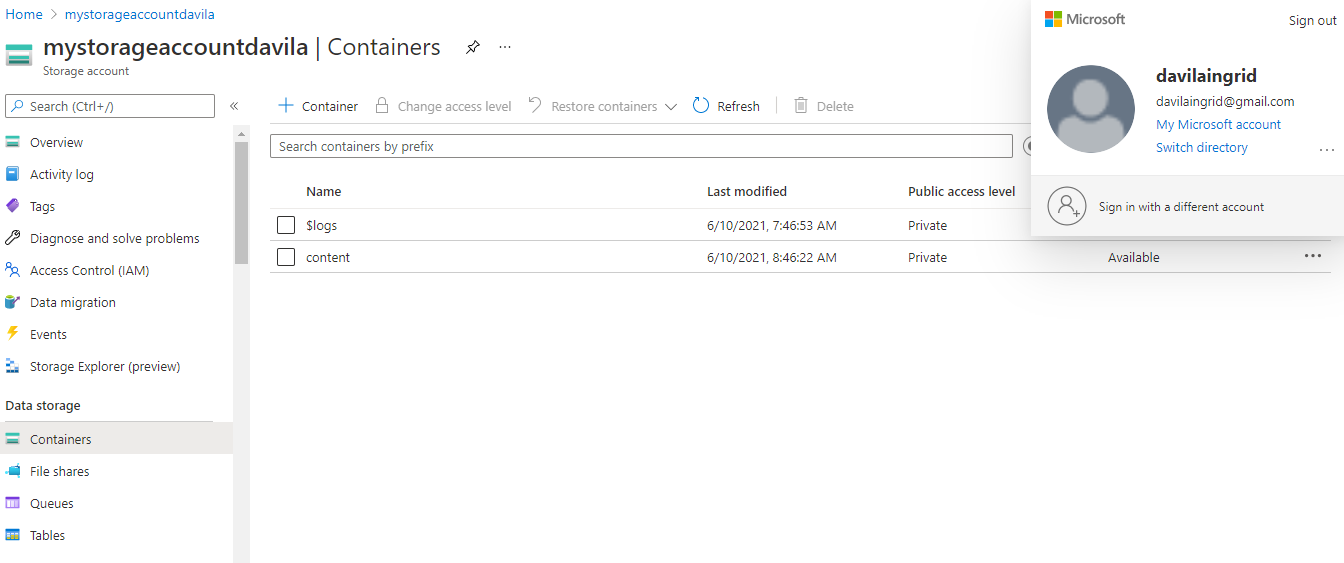 Home > mystorageaccountdavila
mystorageaccountdavila | Containers ...
Storage account
Microsoft
Sign out
davilaingrid
davilaingrid@gmail.com
My Microsoft account
Switch directory
...
Sign in with a different account
Search (Ctrl+/)
«
Overview
Activity log
Tags
Diagnose and solve problems
Access Control (IAM)
Data migration
Events
Storage Explorer (preview)
Data storage
Containers
File shares
Queues
Tables
+ Container Change access level Restore containers Refresh | Delete
Search containers by prefix
Name Last modified Public access level
$logs 6/10/2021, 7:46:53 AM Private
content 6/10/2021, 8:46:22 AM Private Available ...